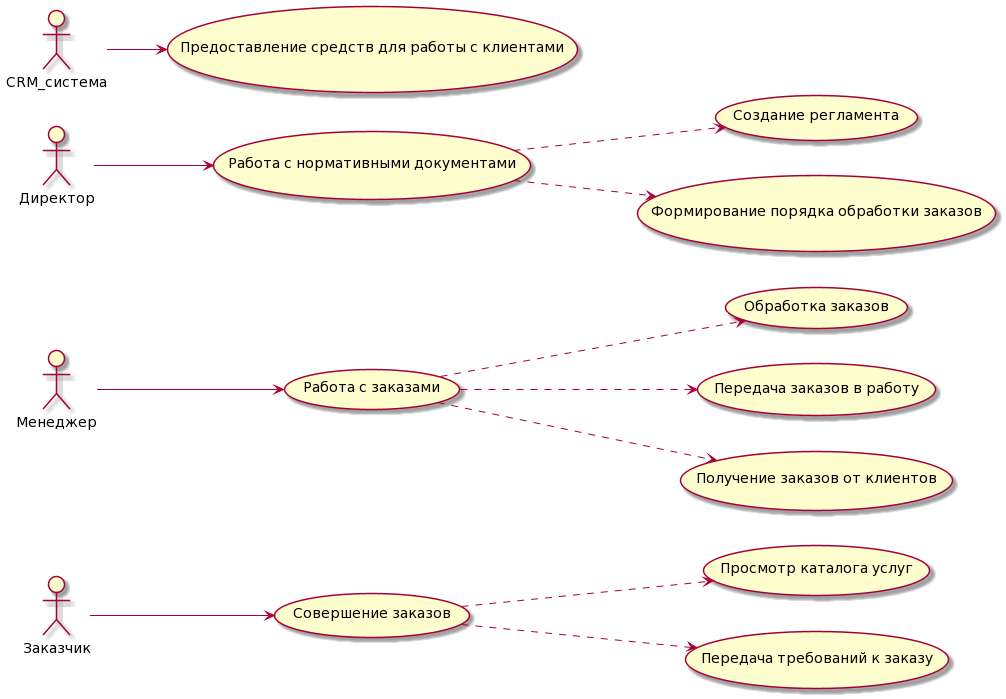 Предоставление средств для работы с клиентами
CRM_система
Создание регламента
Работа с нормативными документами
Директор
Формирование порядка обработки заказов
Обработка заказов
Работа с заказами
Передача заказов в работу
Менеджер
Получение заказов от клиентов
Просмотр каталога услуг
Совершение заказов
Заказчик
Передача требований к заказу